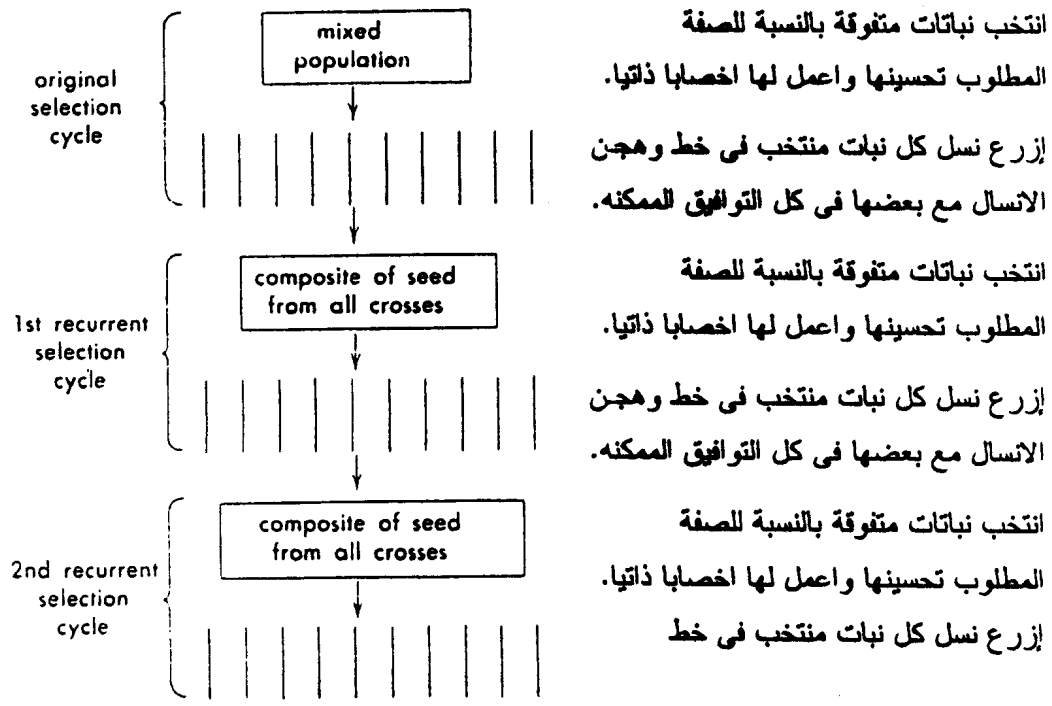 mixed
population
original
selection
cycle
composite of seed
from all crosses
1st recurrent
selection
cycle
composite of seed
from all crosses
2nd recurrent
selection
cycle
انتخب نباتات متفوقة بالنسبة للصفة
المطلوب تحسينها واعمل لها اخصابا ذاتيا.
إزرع نسل كل نبات منتخب فى خط وهجن
الانسال مع بعضها فى كل التوافيق الممكنه.
انتخب نباتات متفوقة بالنسبة للصفة
المطلوب تحسينها واعمل لها اخصابا ذاتيا.
إزرع نسل كل نبات منتخب فى خط وهجن
الانسال مع بعضها فى كل التوافيق الممكنه.
انتخب نباتات متفوقة بالنسبة للصفة
المطلوب تحسينها واعمل لها اخصابا ذاتيا.
إزرع نسل كل نبات منتخب فى خط